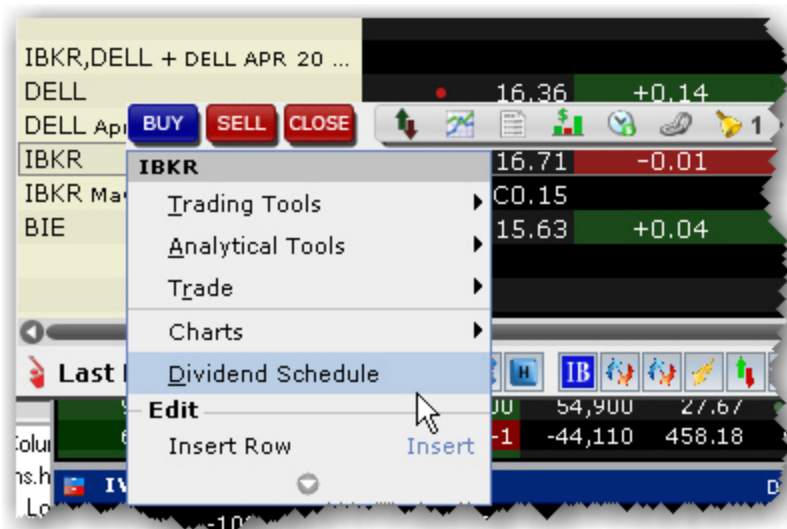 IBKR,DELL + DELL APR 20 ...
DELL 16.36 +0.14
DELL Apr BUY SELL CLOSE 1
IBKR 16.71 -0.01
IBKR
IBKR Mar C0.15
Trading Tools
BIE 15.63 +0.04
Analytical Tools
Trade
Charts
Last
Dividend Schedule
H IB
Edit
54,900 27.67
Insert Row Insert
-1 -44,110 458.18